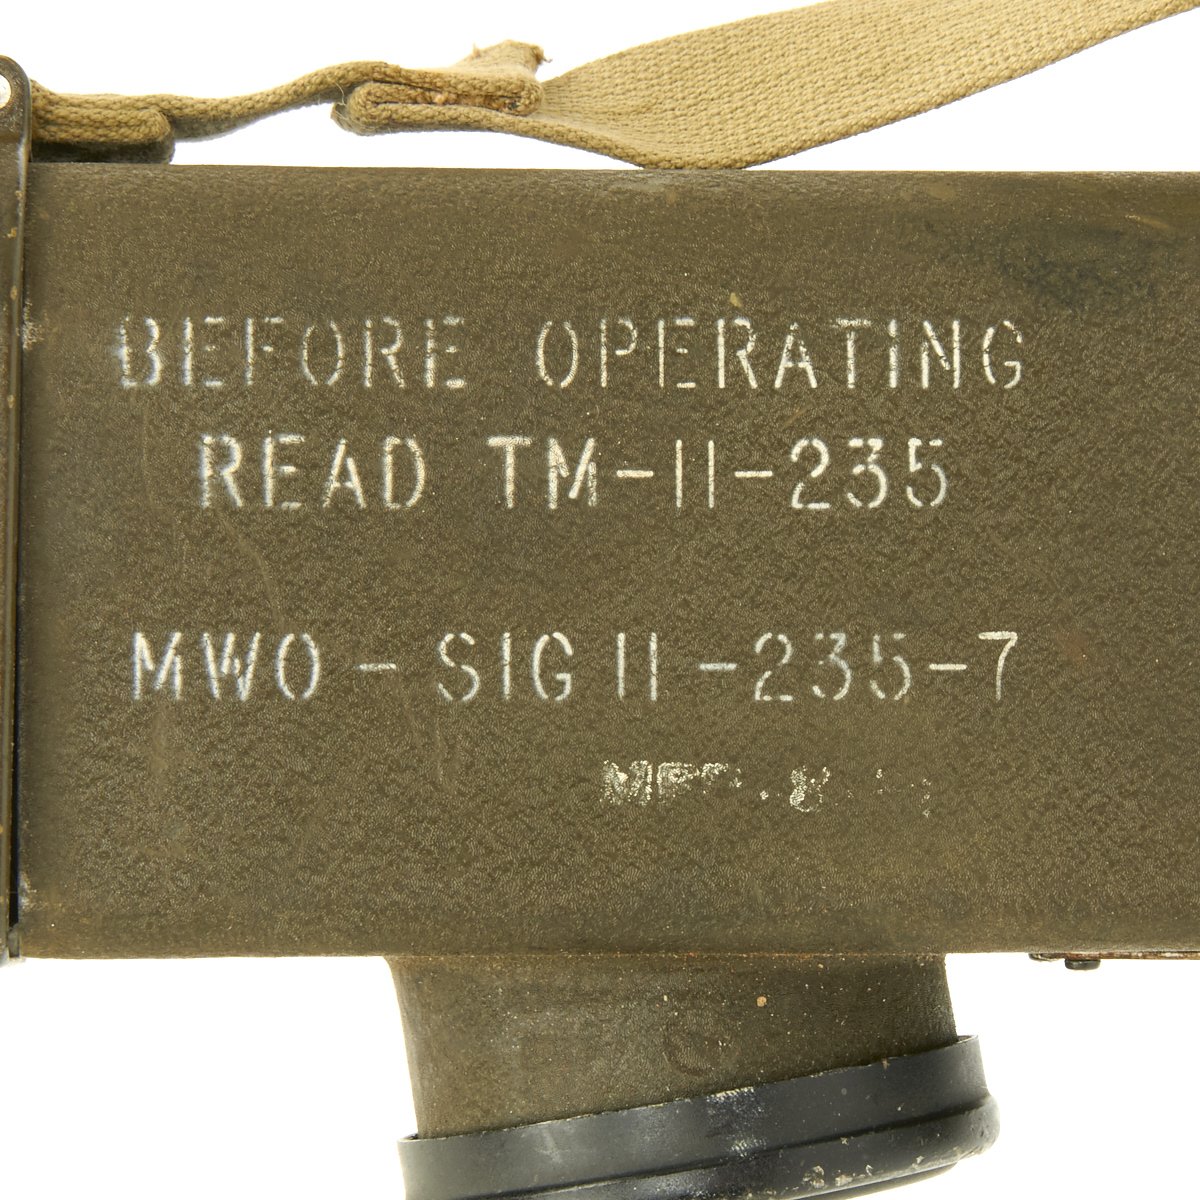 BEFORE OPERATING
READ TM-11-235
MWO - SIG 11 - 235-7